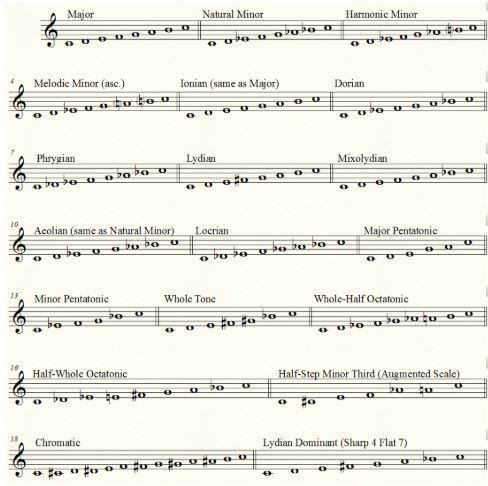 Major Natural Minor Harmonic Minor
4
Melodic Minor (asc.) Ionian (same as Major) Dorian
7
Phrygian Lydian Mixolydian
10
Aeolian (same as Natural Minor) Locrian Major Pentatonic
13
Minor Pentatonic Whole Tone Whole-Half Octatonic
16
Half-Whole Octatonic Half-Step Minor Third (Augmented Scale)
18
Chromatic Lydian Dominant (Sharp 4 Flat 7)